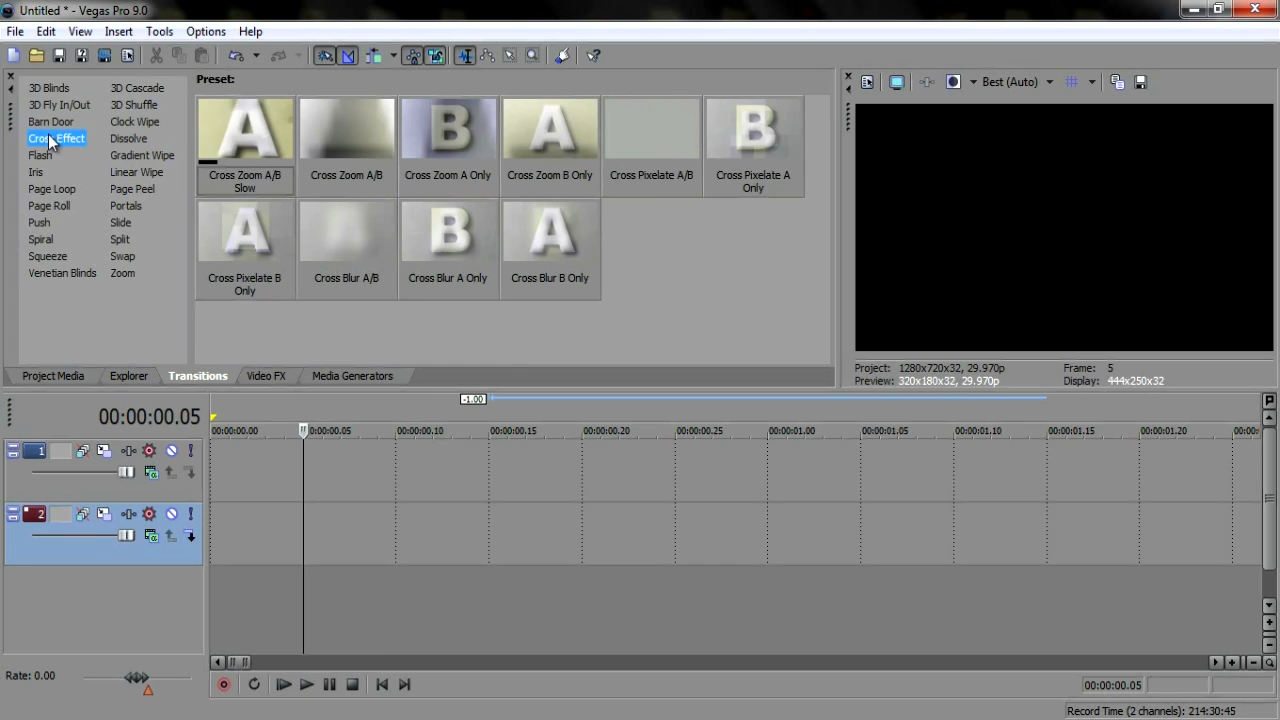 Untitled * - Vegas Pro 9.0
File Edit View Insert Tools Options Help
3D Blinds
3D Fly In/Out
Barn Door
Cross Effect
Flash
Iris
Page Loop
Page Roll
Push
Spiral
Squeeze
Venetian Blinds
3D Cascade
3D Shuffle
Clock Wipe
Dissolve
Gradient Wipe
Linear Wipe
Page Peel
Portals
Slide
Split
Swap
Zoom
Preset:
A
B
A
B
Cross Zoom A/B
Slow
Cross Zoom A/B
Cross Zoom A Only
Cross Zoom B Only
Cross Pixelate A/B
Cross Pixelate A
Only
A
A
B
A
Cross Pixelate B
Only
Cross Blur A/B
Cross Blur A Only
Cross Blur B Only
Best (Auto)
Project: 1280x720x32, 29.970p
Frame: 5
Preview: 320x180x32, 29.970p
Display: 444x250x32
Project Media Explorer Transitions Video FX Media Generators
-1.00
00:00:00.05
00:00:00.00 00:00:00.05 00:00:00.10 00:00:00.15 00:00:00.20 00:00:00.25 00:00:01.00 00:00:01.05 00:00:01.10 00:00:01.15 00:00:01.20 00:00:
1
2
Rate: 0.00
00:00:00.05
Record Time (2 channels): 214:30:45